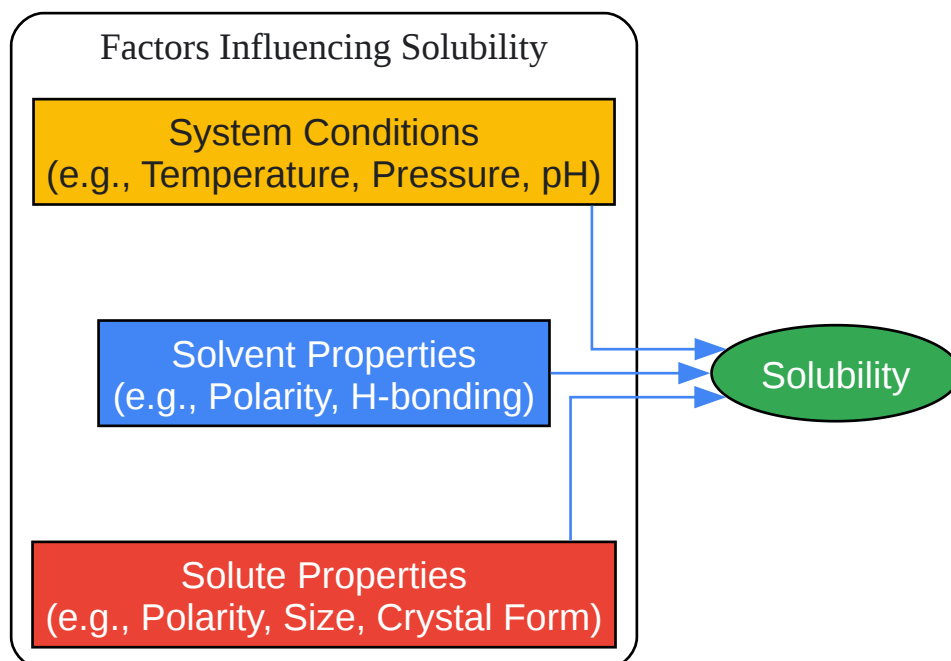 Factors Influencing Solubility
System Conditions
(e.g., Temperature, Pressure, pH)
Solvent Properties
(e.g., Polarity, H-bonding)
Solubility
Solute Properties
(e.g., Polarity, Size, Crystal Form)